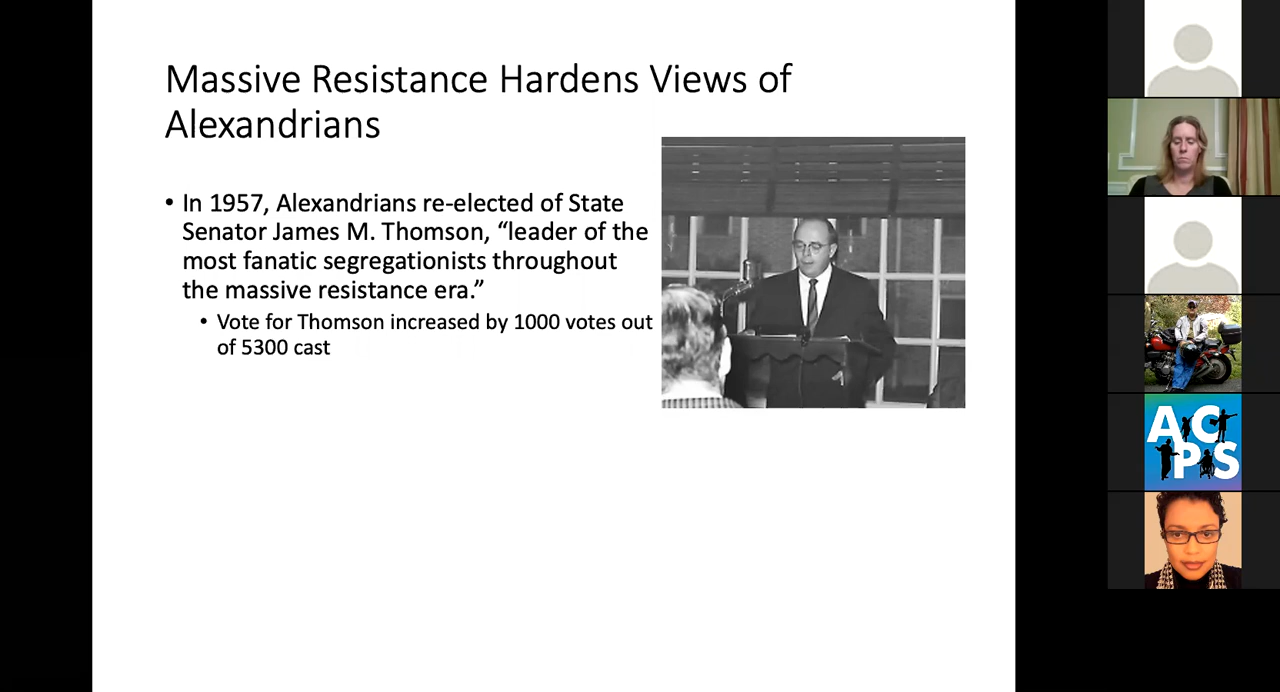 Massive Resistance Hardens Views of
Alexandrians
• In 1957, Alexandrians re-elected of State
Senator James M. Thomson, “leader of the
most fanatic segregationists throughout
the massive resistance era.”
• Vote for Thomson increased by 1000 votes out
of 5300 cast
AC
PS